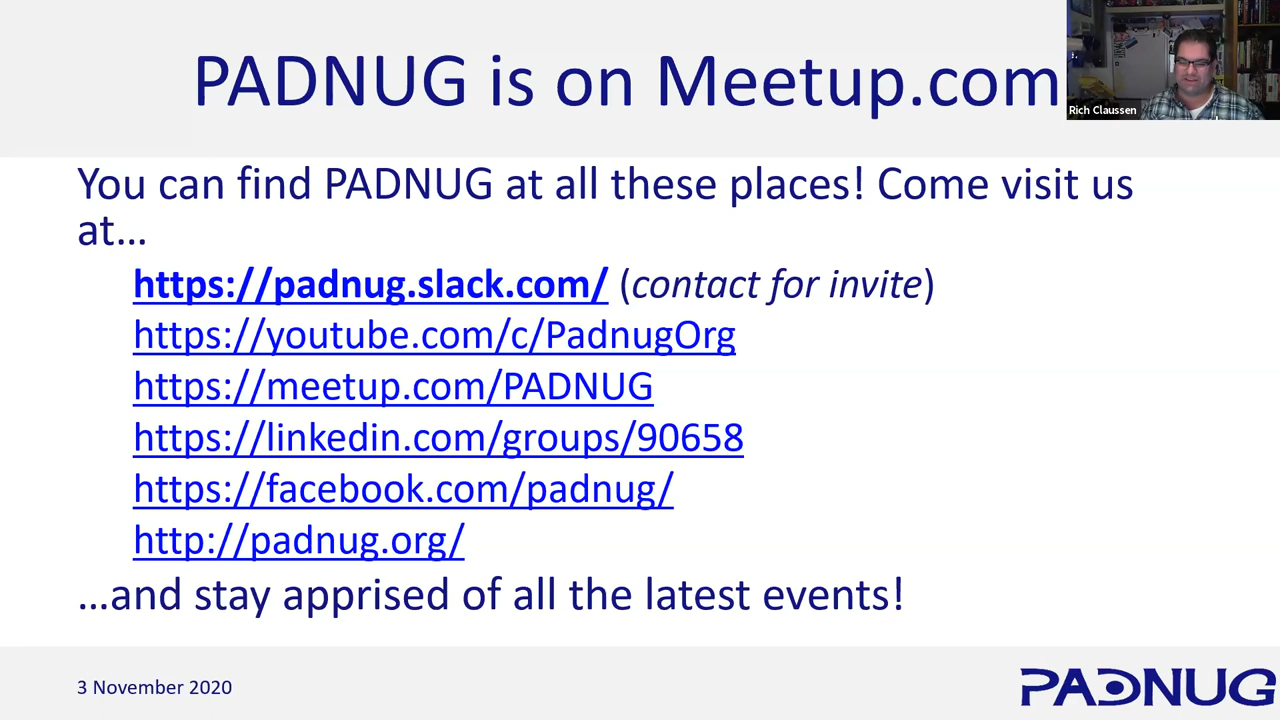 PADNUG is on Meetup.com
Rich Claussen
You can find PADNUG at all these places! Come visit us
at…
https://padnug.slack.com/ (contact for invite)
https://youtube.com/c/PadnugOrg
https://meetup.com/PADNUG
https://linkedin.com/groups/90658
https://facebook.com/padnug/
http://padnug.org/
…and stay apprised of all the latest events!
3 November 2020
PADNUG